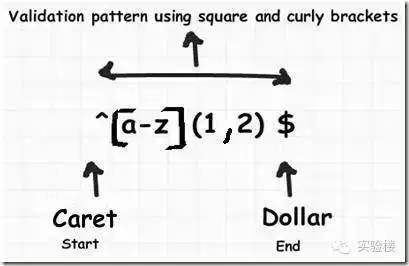 Validation pattern using square and curly brackets
^[a-z](1,2) $
Caret
Start
Dollar
End
实验楼